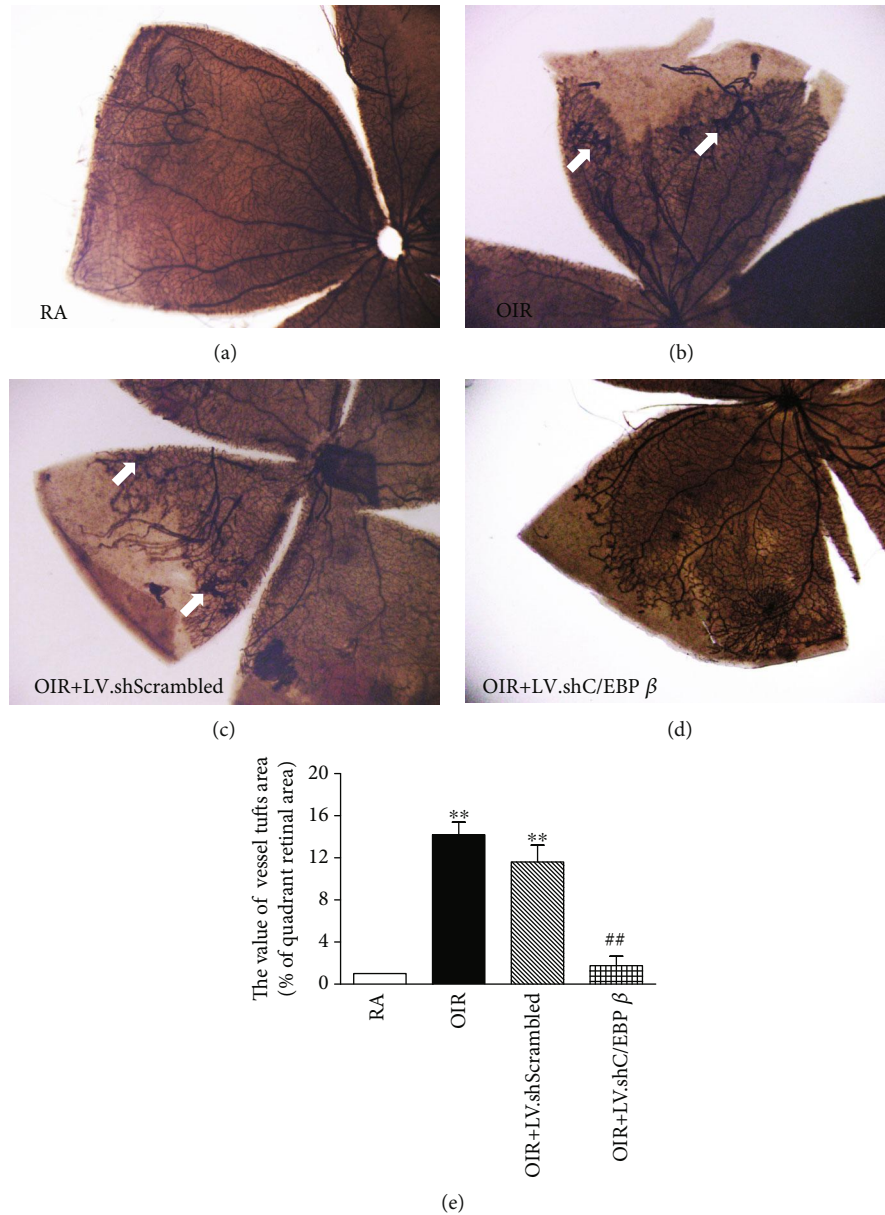 RA
(a)
OIR
(b)
OIR+LV.shScrambled
(c)
OIR+LV.shC/EBP β
(d)
The value of vessel tufts area
(% of quadrant retinal area)
20
16
12
8
4
0
**
**
##
RA
OIR
OIR+LV.shScrambled
OIR+LV.shC/EBP β
(e)